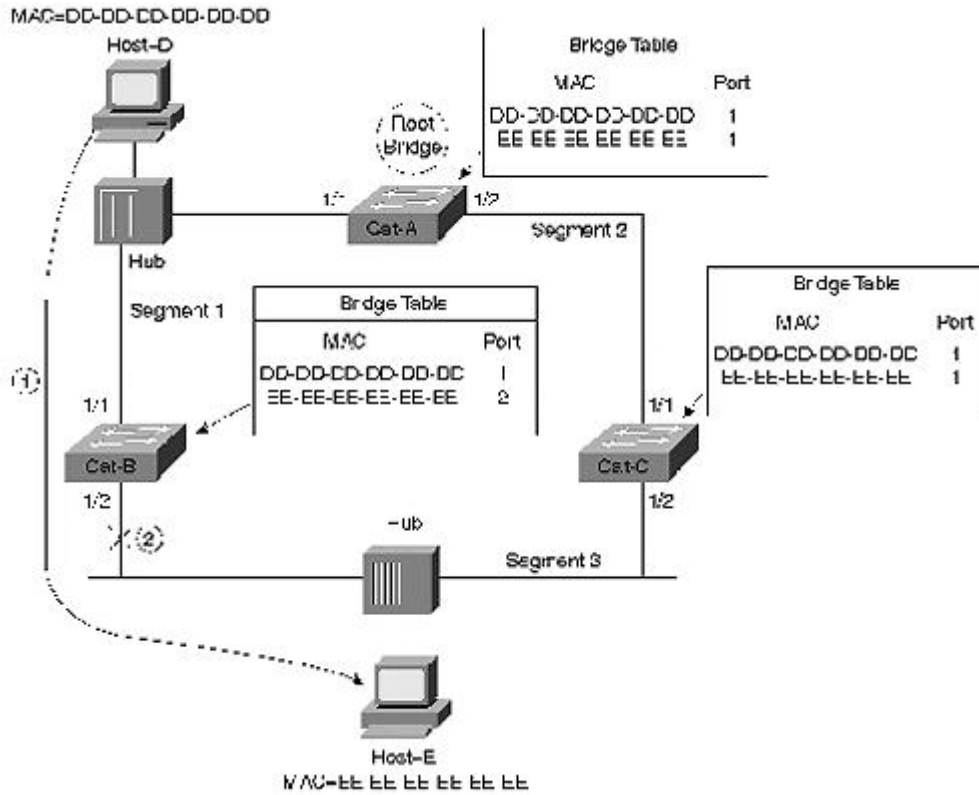 MAC=DD-DD-DD-DD-DD-DD
Host-D
Bridge Table
MAC Port
DD-DD-DD-DD-DD-DD 1
EE EE EE EE EE EE 1
Root
Bridge
1/2
Cat-A
Segment 2
Hub
Segment 1
Bridge Table
MAC Port
DD-DD-DD-DD-DD-DD 1
EE-EE-EE-EE-EE-EE 2
Bridge Table
MAC Port
DD-DD-DD-DD-DD-DD 1
EE-EE-EE-EE-EE-EE 1
1
1/1
1/1
Cat-B
Cat-C
1/2
1/2
2
Segment 3
Host-E
MAC=EE EE EE EE EE EE